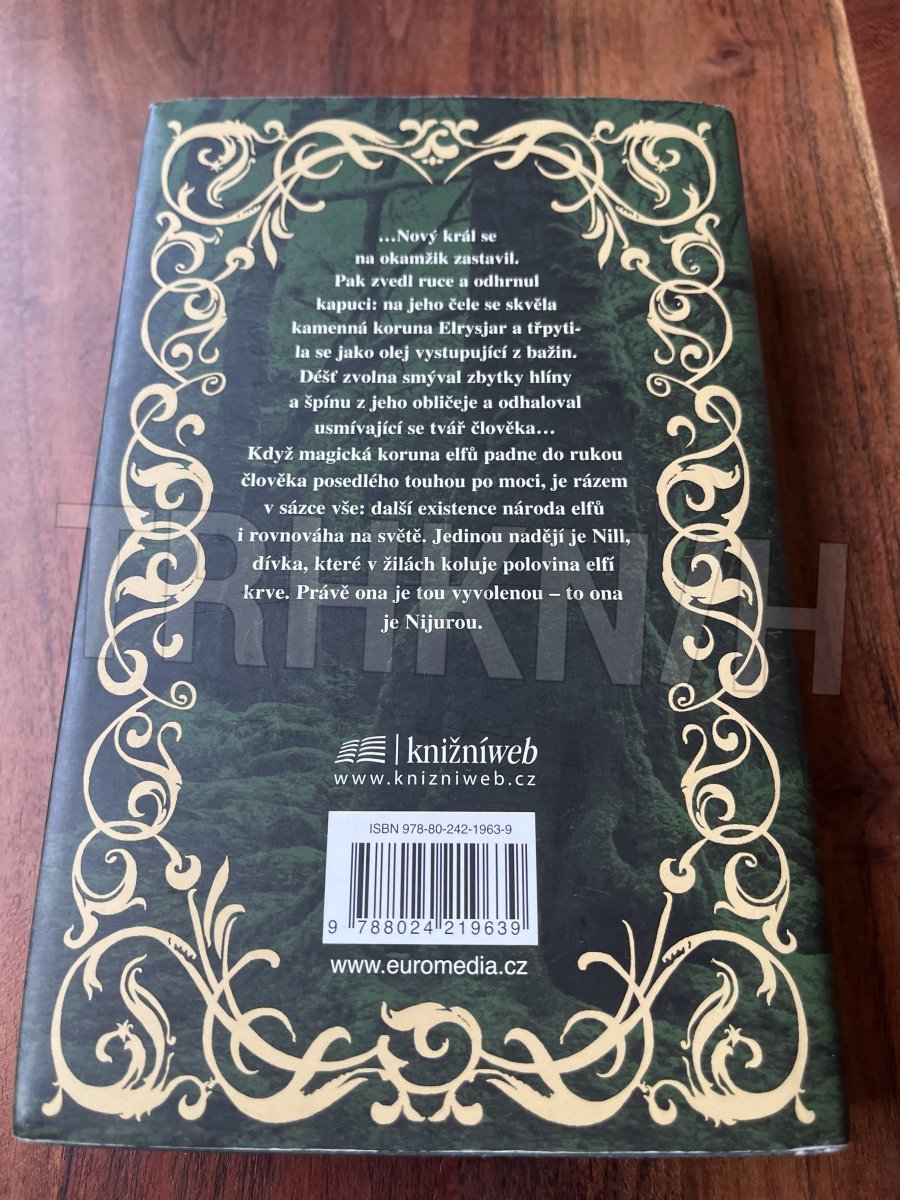 ...Nový král se
na okamžik zastavil.
Pak zvedl ruce a odhrnul
kapuci: na jeho čele se skvěla
kamenná koruna Elrysjar a třpyti-
la se jako olej vystupující z bažin.
Déšť zvolna smýval zbytky hlíny
a špínu z jeho obličeje a odhaloval
usmívající se tvář člověka...
Když magická koruna elfů padne do rukou
člověka posedlého touhou po moci, je rázem
v sázce vše: další existence národa elfů
i rovnováha na světě. Jedinou nadějí je Nill,
dívka, které v žilách koluje polovina elfí
krve. Právě ona je tou vyvolenou – to ona
je Nijurou.
TRHKNIH
knižníweb
www.knizniweb.cz
ISBN 978-80-242-1963-9
9 788024 219639
www.euromedia.cz